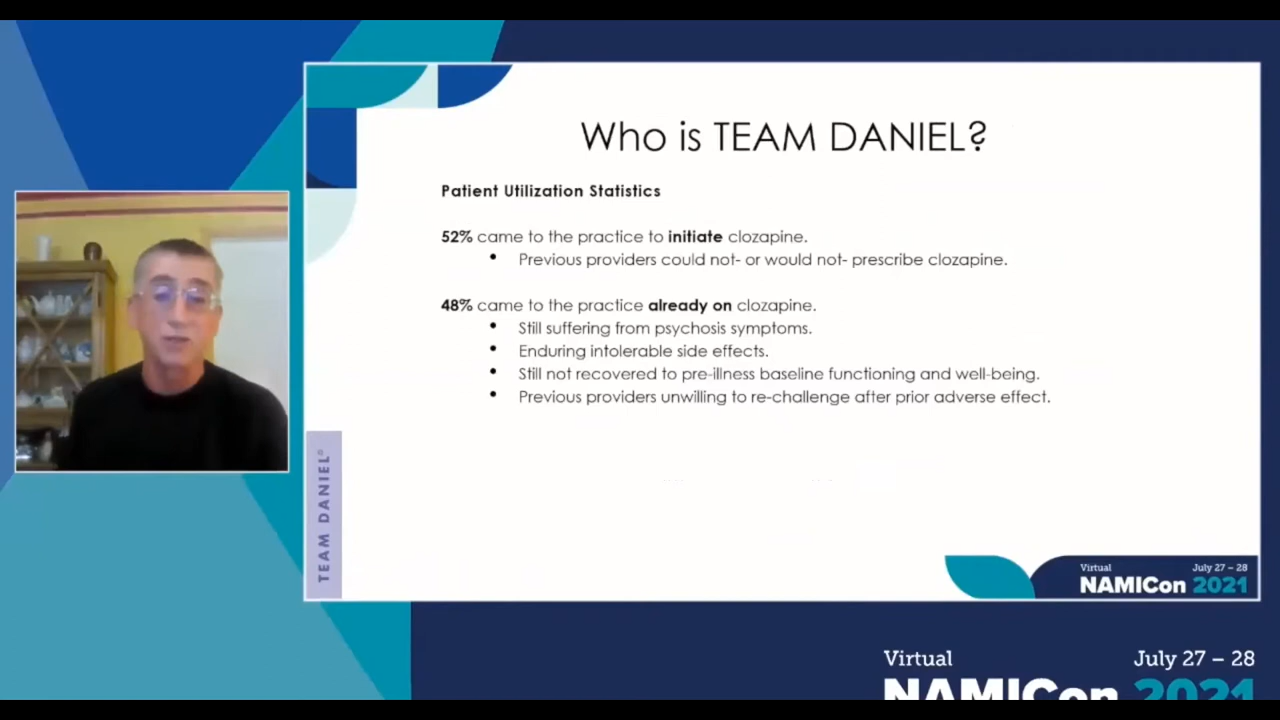 Who is TEAM DANIEL?
Patient Utilization Statistics
52% came to the practice to initiate clozapine.
• Previous providers could not- or would not- prescribe clozapine.
48% came to the practice already on clozapine.
• Still suffering from psychosis symptoms.
• Enduring intolerable side effects.
• Still not recovered to pre-illness baseline functioning and well-being.
• Previous providers unwilling to re-challenge after prior adverse effect.
TEAM DANIEL®
Virtual July 27 – 28
NAMICon 2021
Virtual July 27 – 28
NAMICon 2021